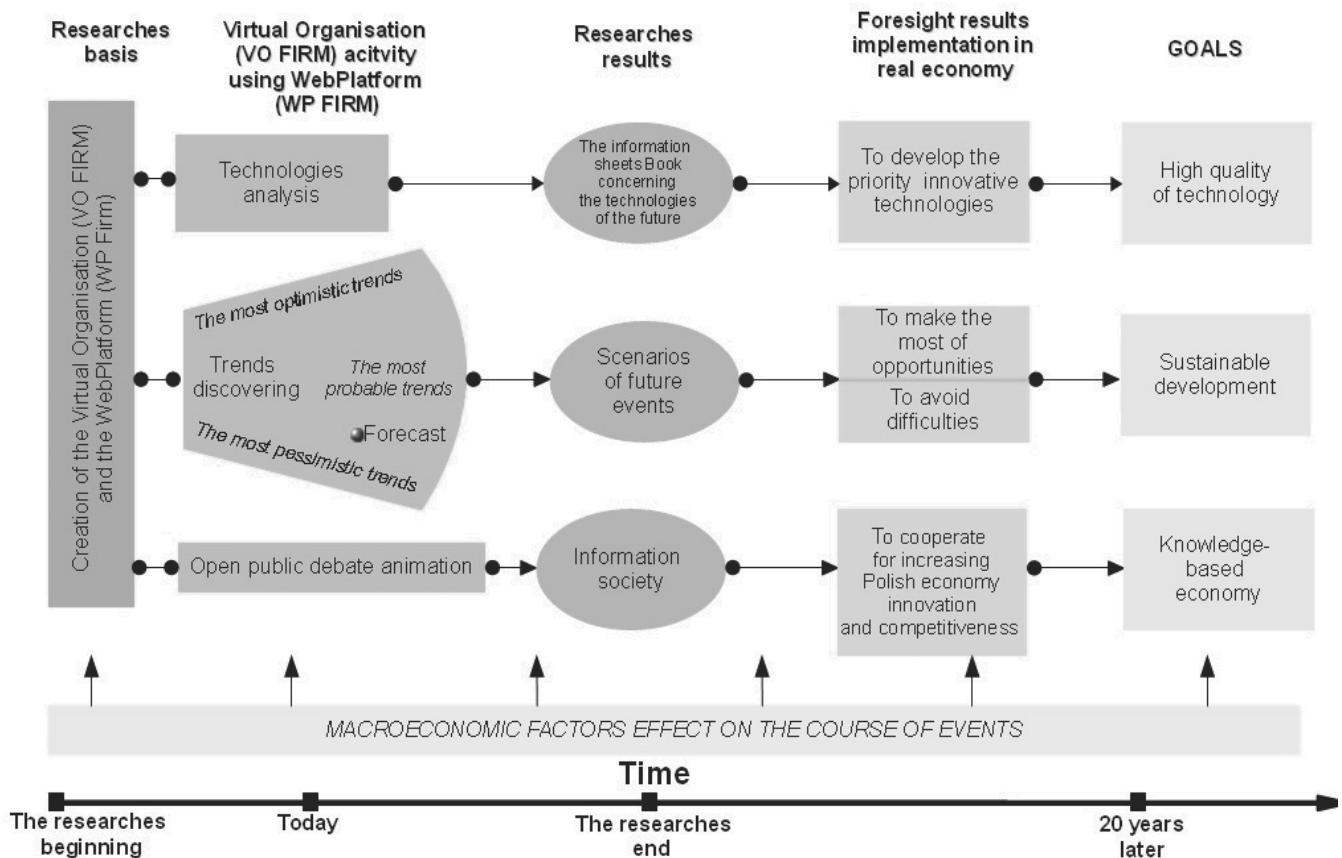 Researches
basis
Virtual Organisation
(VO FIRM) acitvity
using WebPlatform
(WP FIRM)
Researches
results
Foresight results
implementation in
real economy
GOALS
Creation of the Virtual Organisation (VO FIRM)
and the WebPlatform (WP Firm)
Technologies
analysis
The information
sheets Book
concerning
the technologies
of the future
To develop the
priority innovative
technologies
High quality
of technology
The most optimistic trends
Trends
discovering
The most
probable trends
Forecast
The most pessimistic trends
Scenarios
of future
events
To make the
most of
opportunities
To avoid
difficulties
Sustainable
development
Open public debate animation
Information
society
To cooperate
for increasing
Polish economy
innovation
and competitiveness
Knowledge-
based
economy
MACROECONOMIC FACTORS EFFECT ON THE COURSE OF EVENTS
Time
The researches
beginning
Today
The researches
end
20 years
later